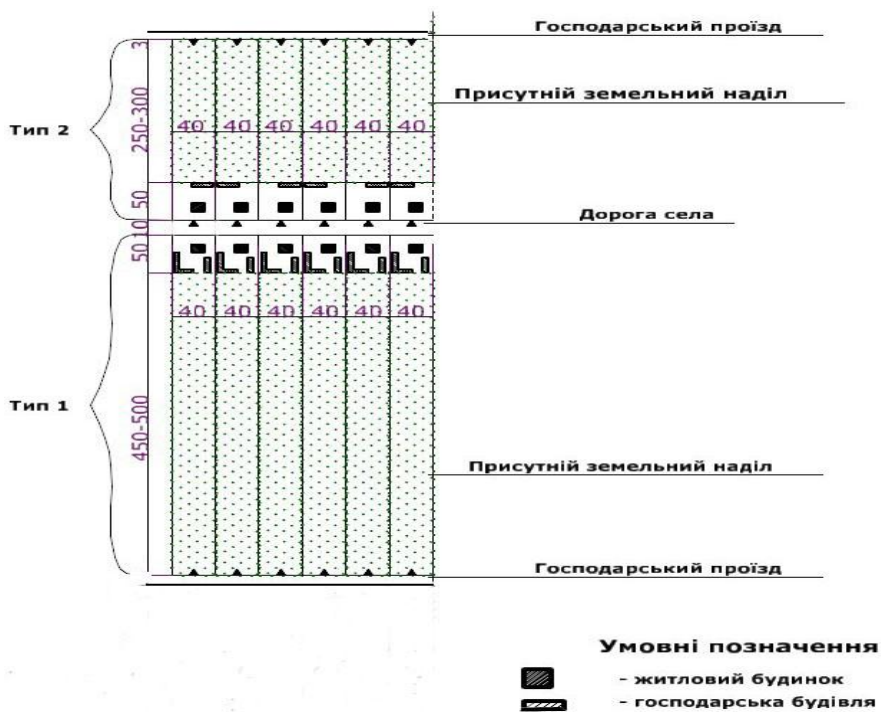 Господарський проїзд
3
Присутній земельний наділ
250-300
Тип 2
40 40 40 40 40 40
50
Дорога села
10
50
40 40 40 40 40 40
Тип 1
450-500
Присутній земельний наділ
Господарський проїзд
Умовні позначення
- житловий будинок
- господарська будівля